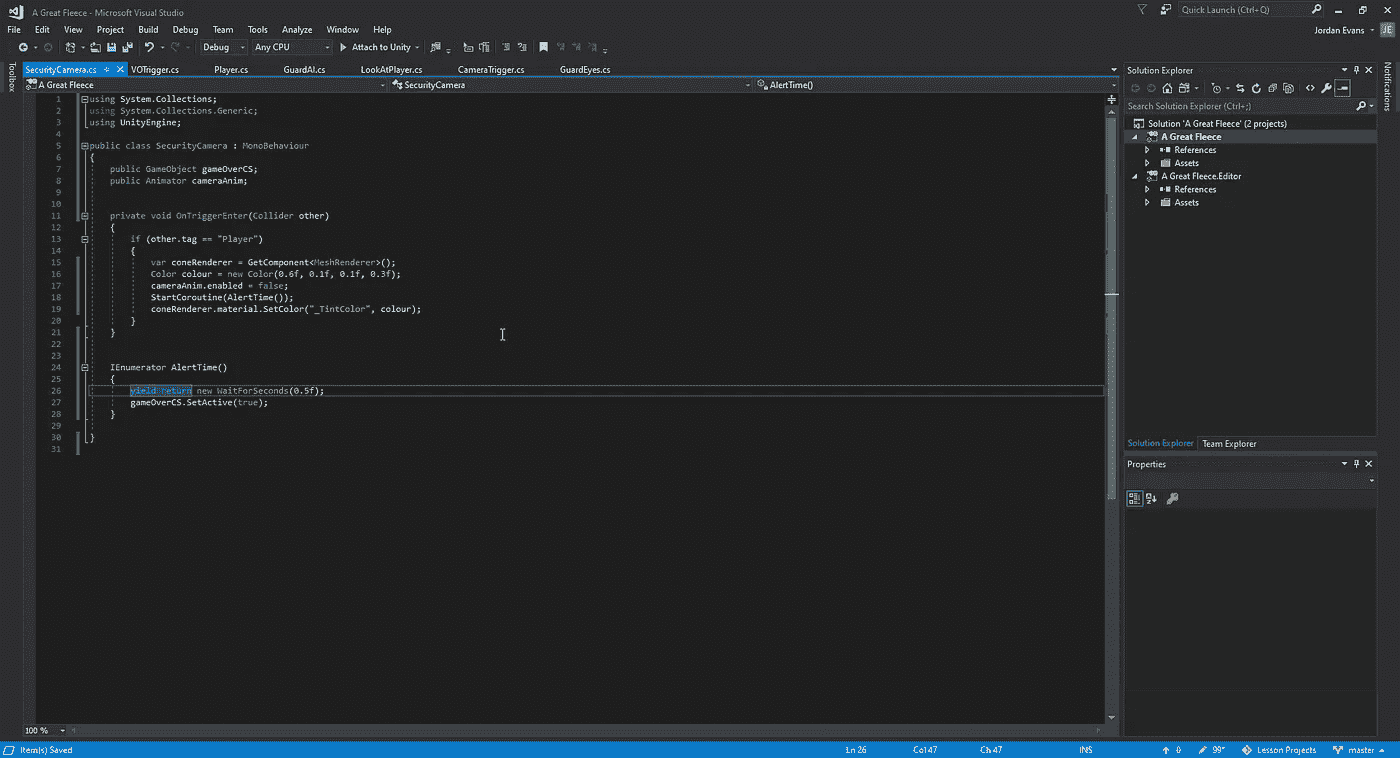 A Great Fleece - Microsoft Visual Studio
Quick Launch (Ctrl+Q)
File Edit View Project Build Debug Team Tools Analyze Window Help
Jordan Evans JE
Debug Any CPU Attach to Unity
Toolbox
SecurityCamera.cs VOTrigger.cs Player.cs GuardAI.cs LookAtPlayer.cs CameraTrigger.cs GuardEyes.cs
A Great Fleece SecurityCamera AlertTime()
1 using System.Collections;
2 using System.Collections.Generic;
3 using UnityEngine;
4
5 public class SecurityCamera : MonoBehaviour
6 {
7 public GameObject gameOverCS;
8 public Animator cameraAnim;
9
10
11 private void OnTriggerEnter(Collider other)
12 {
13 if (other.tag == "Player")
14 {
15 var coneRenderer = GetComponent<MeshRenderer>();
16 Color colour = new Color(0.6f, 0.1f, 0.1f, 0.3f);
17 cameraAnim.enabled = false;
18 StartCoroutine(AlertTime());
19 coneRenderer.material.SetColor("_TintColor", colour);
20 }
21 }
22
23
24 IEnumerator AlertTime()
25 {
26 yield return new WaitForSeconds(0.5f);
27 gameOverCS.SetActive(true);
28 }
29
30 }
31
100 %
Solution Explorer
Search Solution Explorer (Ctrl+;)
Solution 'A Great Fleece' (2 projects)
A Great Fleece
References
Assets
A Great Fleece.Editor
References
Assets
Solution Explorer Team Explorer
Properties
Notifications
Item(s) Saved Ln 26 Col 47 Ch 47 INS 0 99+ Lesson Projects master